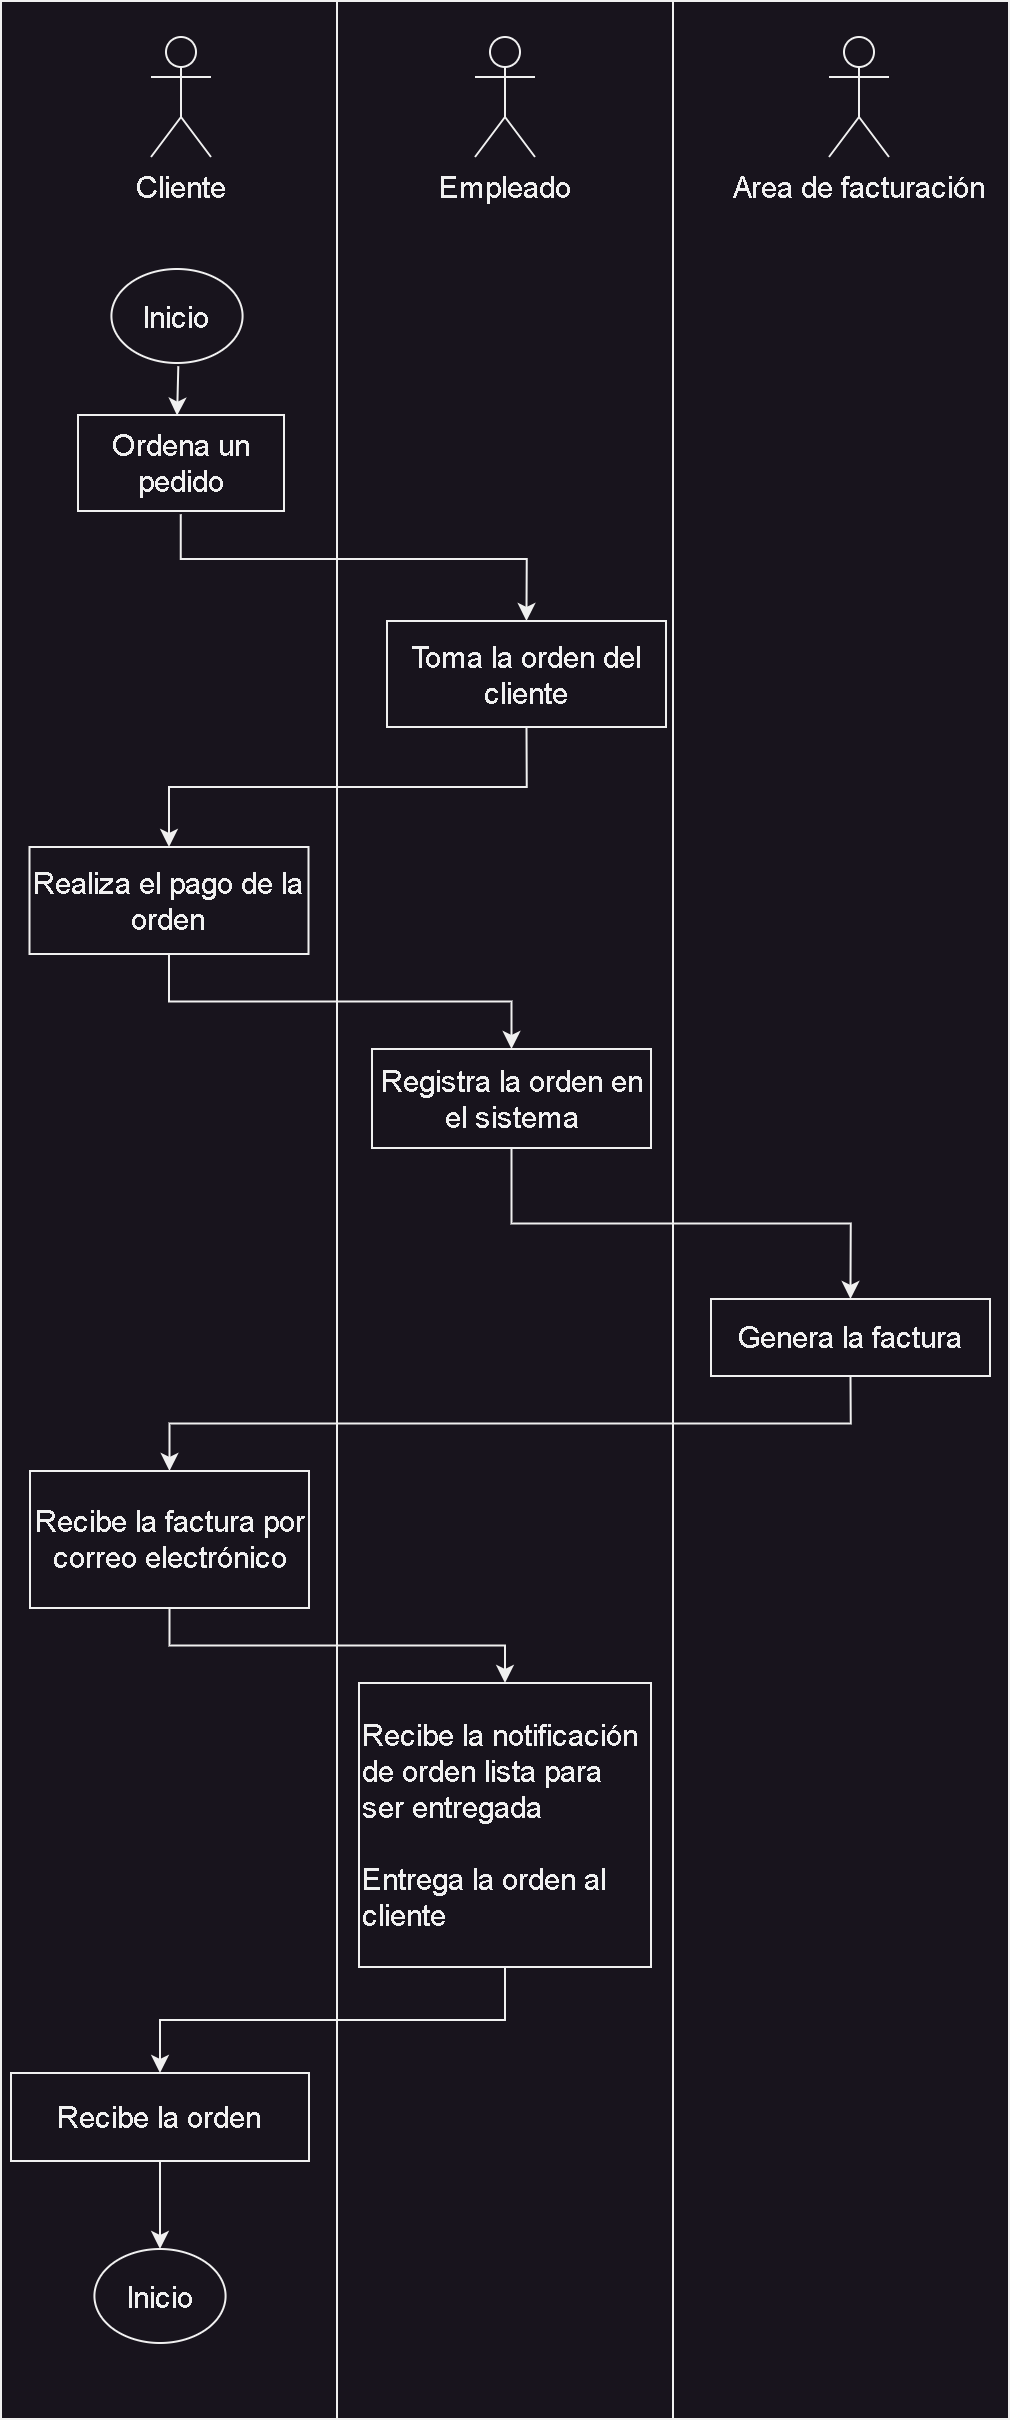 Cliente
Empleado
Area de facturación
Inicio
Ordena un
pedido
Toma la orden del
cliente
Realiza el pago de la
orden
Registra la orden en
el sistema
Genera la factura
Recibe la factura por
correo electrónico
Recibe la notificación
de orden lista para
ser entregada
Entrega la orden al
cliente
Recibe la orden
Inicio